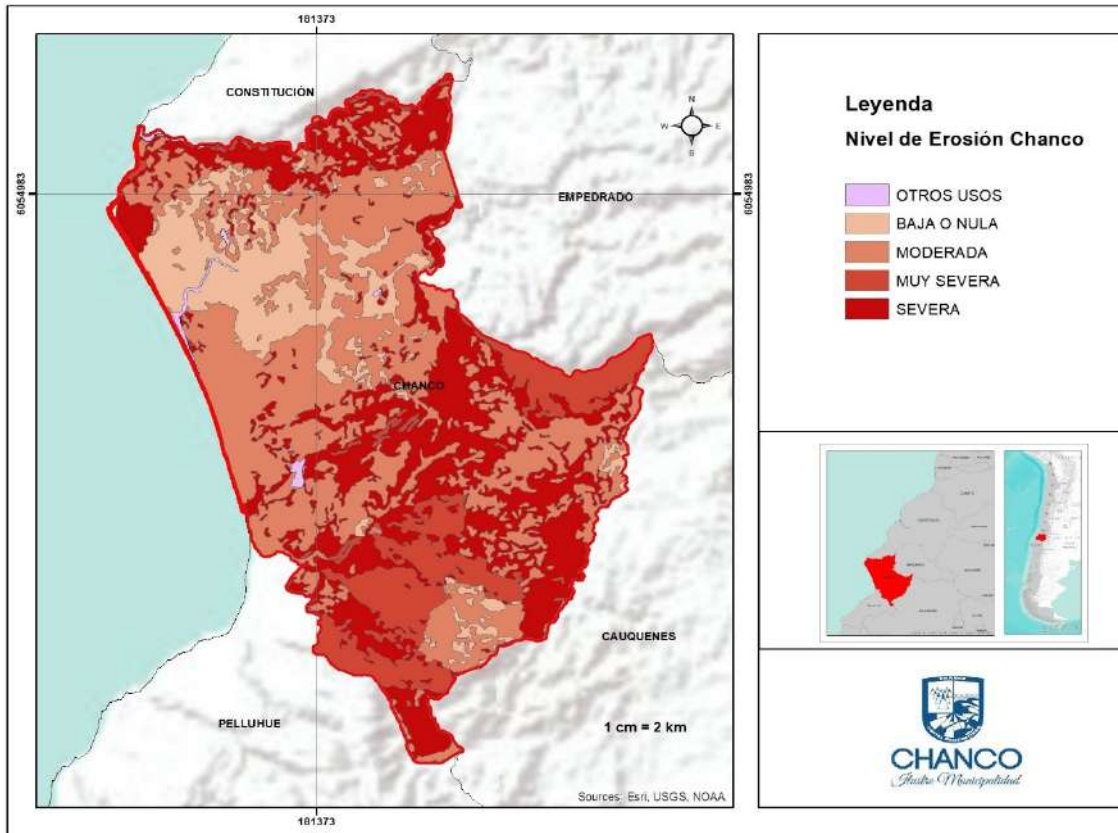 181373
CONSTITUCIÓN
N
W
E
S
6054983
6054983
EMPEDRADO
CHANCO
CAUQUENES
PELLUHUE
1 cm = 2 km
Sources: Esri, USGS, NOAA
181373
Leyenda
Nivel de Erosión Chanco
OTROS USOS
BAJA O NULA
MODERADA
MUY SEVERA
SEVERA
CHANCO
Ilustre Municipalidad